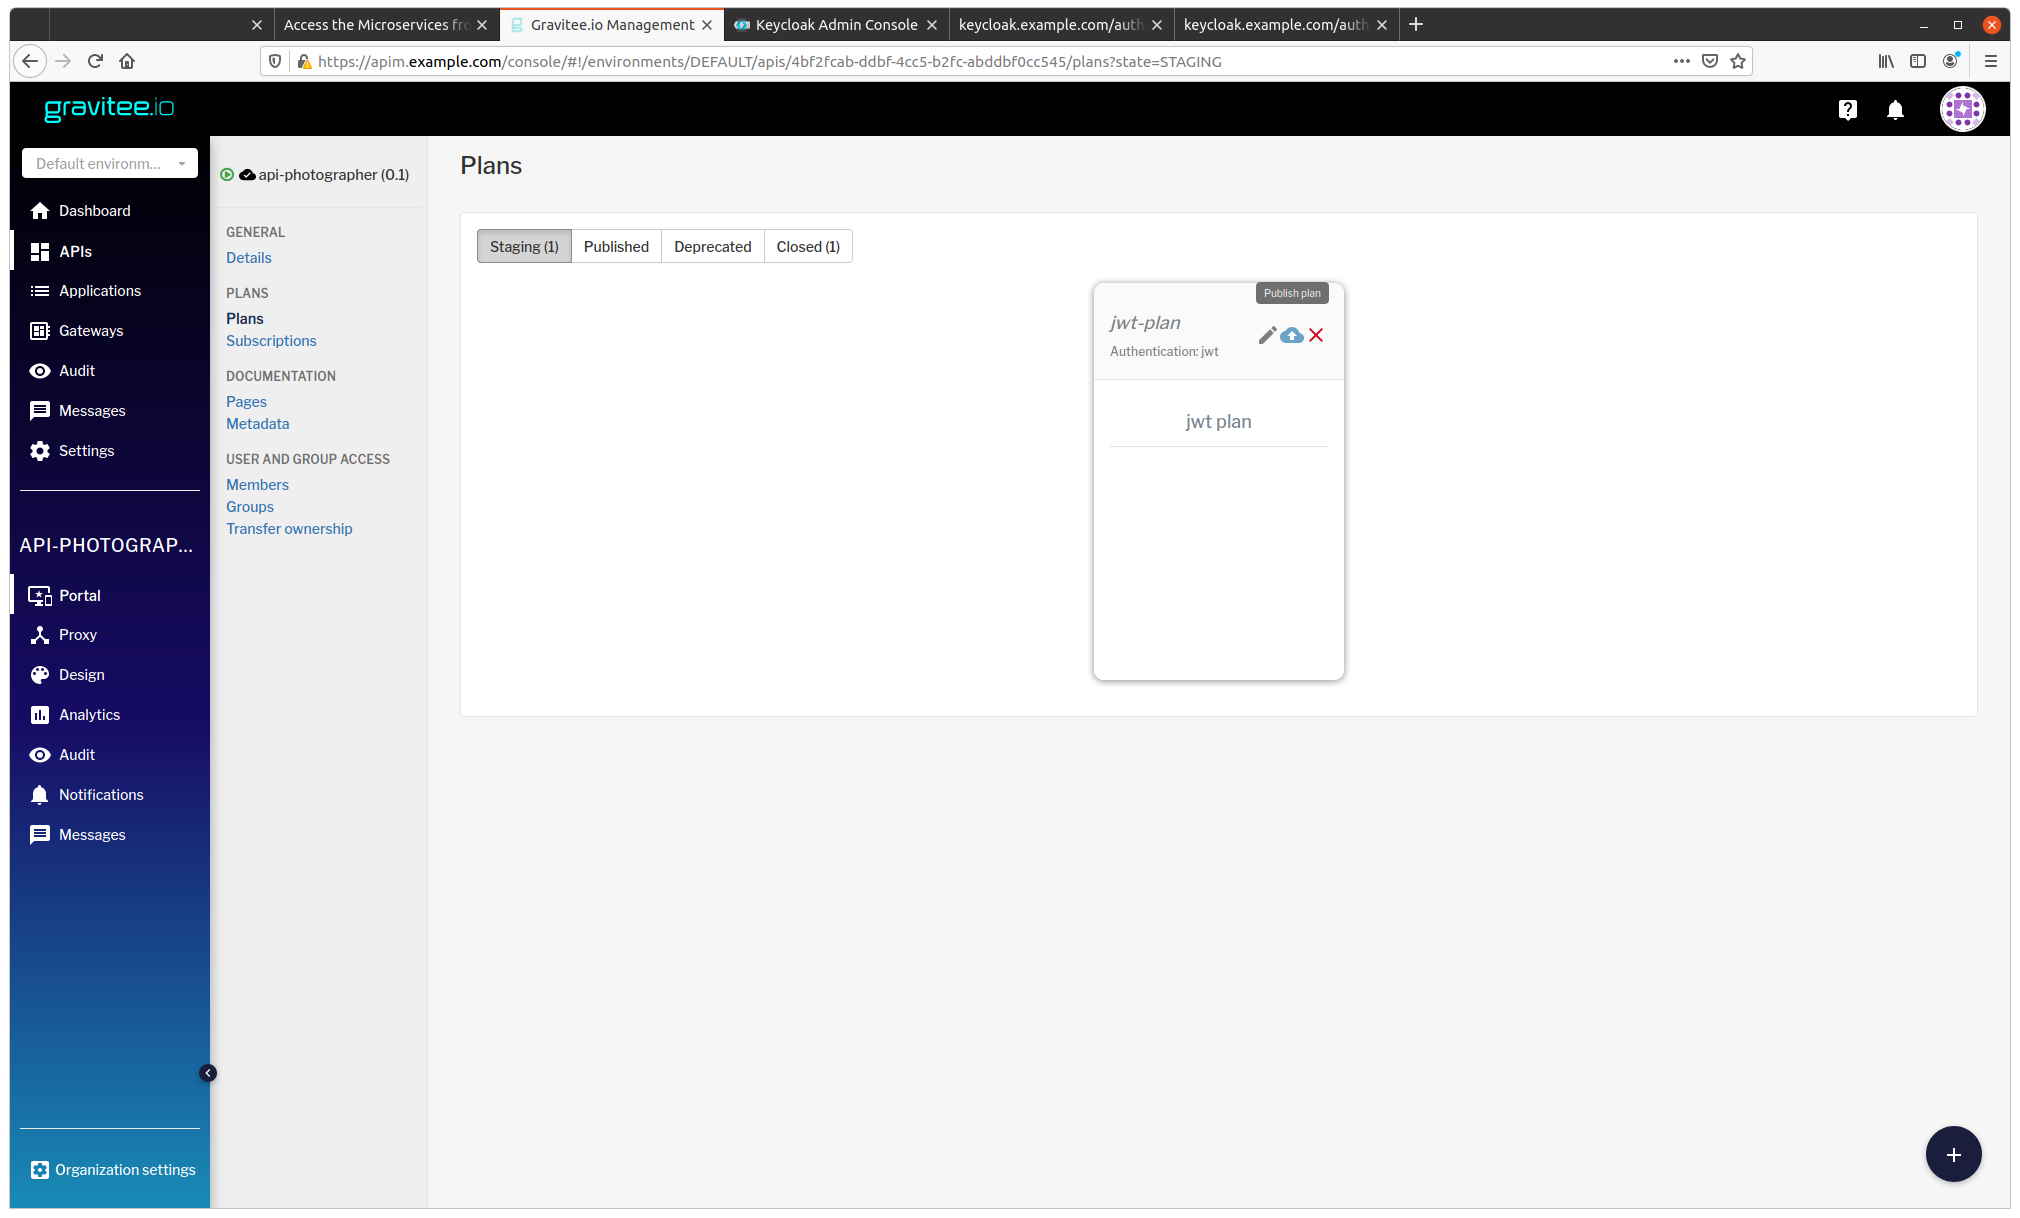 Access the Microservices fro
Gravitee.io Management
Keycloak Admin Console
keycloak.example.com/auth
keycloak.example.com/auth
https://apim.example.com/console/#!/environments/DEFAULT/apis/4bf2fcab-ddbf-4cc5-b2fc-abddbf0cc545/plans?state=STAGING
gravitee.io
Default environm...
Dashboard
APIs
Applications
Gateways
Audit
Messages
Settings
API-PHOTOGRAP...
Portal
Proxy
Design
Analytics
Audit
Notifications
Messages
Organization settings
api-photographer (0.1)
GENERAL
Details
PLANS
Plans
Subscriptions
DOCUMENTATION
Pages
Metadata
USER AND GROUP ACCESS
Members
Groups
Transfer ownership
Plans
Staging (1)
Published
Deprecated
Closed (1)
Publish plan
jwt-plan
Authentication: jwt
jwt plan